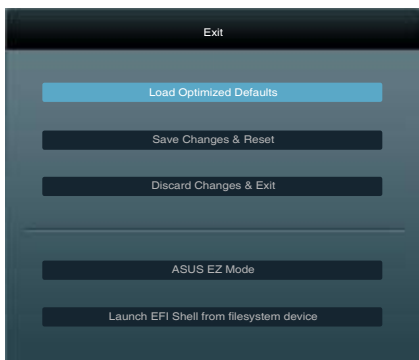 Exit
Load Optimized Defaults
Save Changes & Reset
Discard Changes & Exit
ASUS EZ Mode
Launch EFI Shell from filesystem device